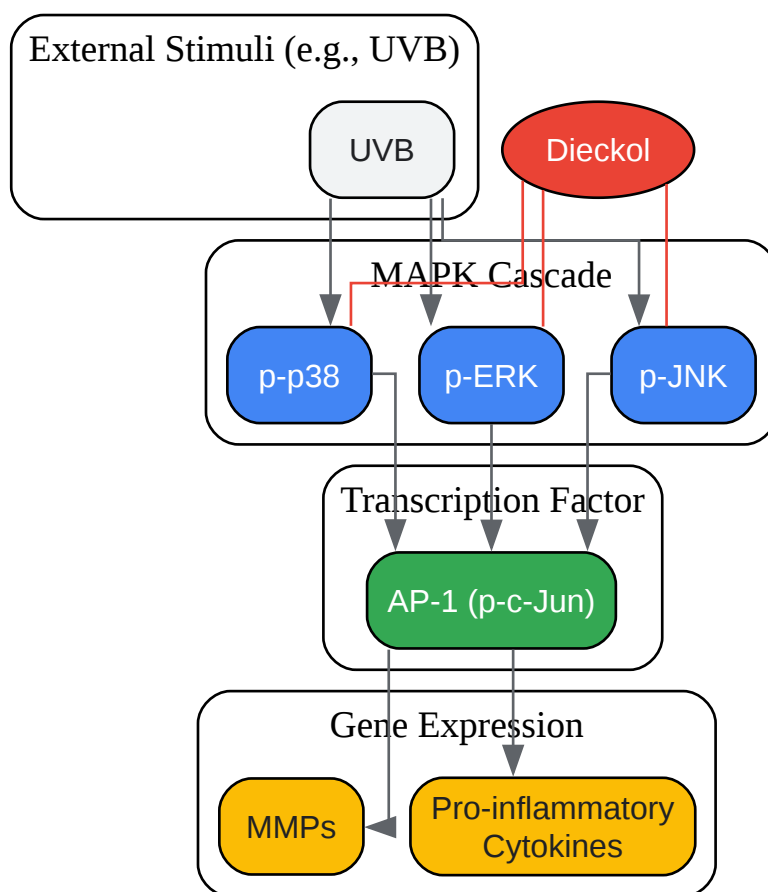 External Stimuli (e.g., UVB)
UVB
Dieckol
MAPK Cascade
p-p38
p-ERK
p-JNK
Transcription Factor
AP-1 (p-c-Jun)
Gene Expression
MMPs
Pro-inflammatory
Cytokines